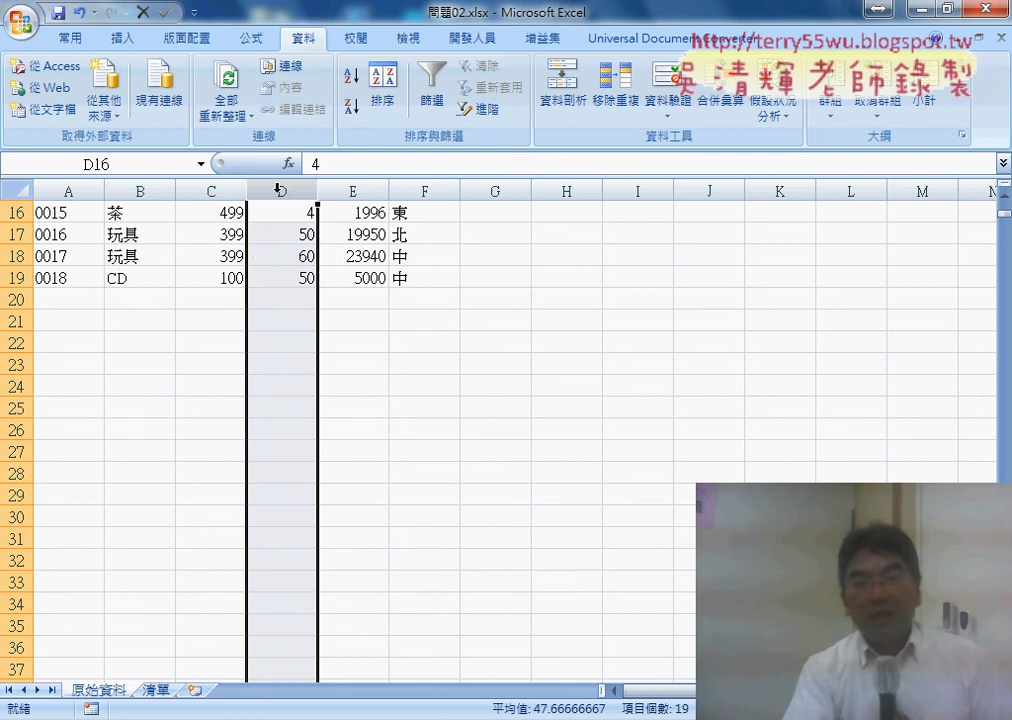 問題02.xlsx - Microsoft Excel
常用 插入 版面配置 公式 資料 校閱 檢視 開發人員 增益集 Universal Document Converter
http://terry55wu.blogspot.tw
吳清輝老師錄製
從 Access
從 Web
從文字檔
從其他來源
現有連線
取得外部資料
全部重新整理
連線
內容
編輯連結
連線
排序
篩選
清除
重新套用
進階
排序與篩選
資料剖析
移除重複
資料驗證
合併彙算
假設狀況分析
資料工具
群組
取消群組
小計
大綱
D16 fx 4
A B C D E F G H I J K L M N
16 0015 茶 499 4 1996 東
17 0016 玩具 399 50 19950 北
18 0017 玩具 399 60 23940 中
19 0018 CD 100 50 5000 中
20
21
22
23
24
25
26
27
28
29
30
31
32
33
34
35
36
37
原始資料 清單
就緒 平均值: 47.66666667 項目個數: 19